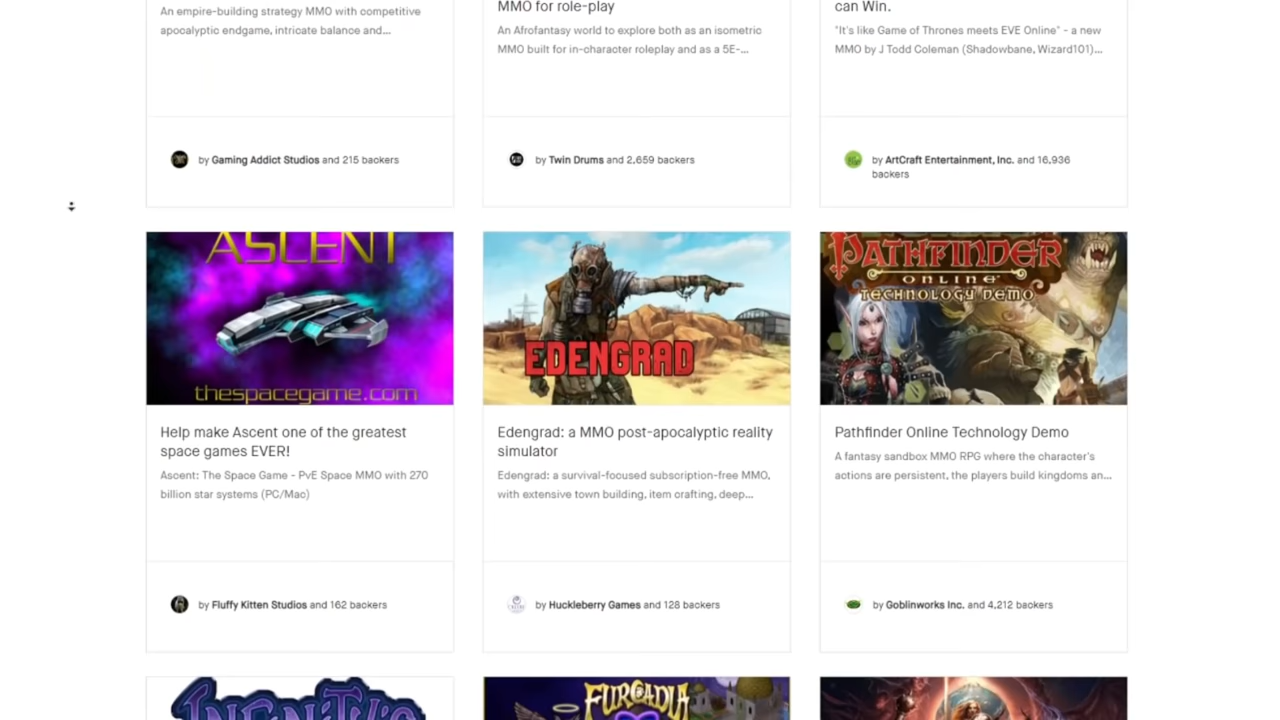 An empire-building strategy MMO with competitive
apocalyptic endgame, intricate balance and...
by Gaming Addict Studios and 215 backers
MMO for role-play
An Afrofantasy world to explore both as an isometric
MMO built for in-character roleplay and as a 5E-...
by Twin Drums and 2,659 backers
can Win.
"It's like Game of Thrones meets EVE Online" - a new
MMO by J Todd Coleman (Shadowbane, Wizard101)...
by ArtCraft Entertainment, Inc. and 16,936
backers
ASCENT
thespacegame.com
Help make Ascent one of the greatest
space games EVER!
Ascent: The Space Game - PvE Space MMO with 270
billion star systems (PC/Mac)
by Fluffy Kitten Studios and 162 backers
EDENGRAD
Edengrad: a MMO post-apocalyptic reality
simulator
Edengrad: a survival-focused subscription-free MMO,
with extensive town building, item crafting, deep...
by Huckleberry Games and 128 backers
PATHFINDER
ONLINE
TECHNOLOGY DEMO
Pathfinder Online Technology Demo
A fantasy sandbox MMO RPG where the character's
actions are persistent, the players build kingdoms an...
by Goblinworks Inc. and 4,212 backers
FURCADIA